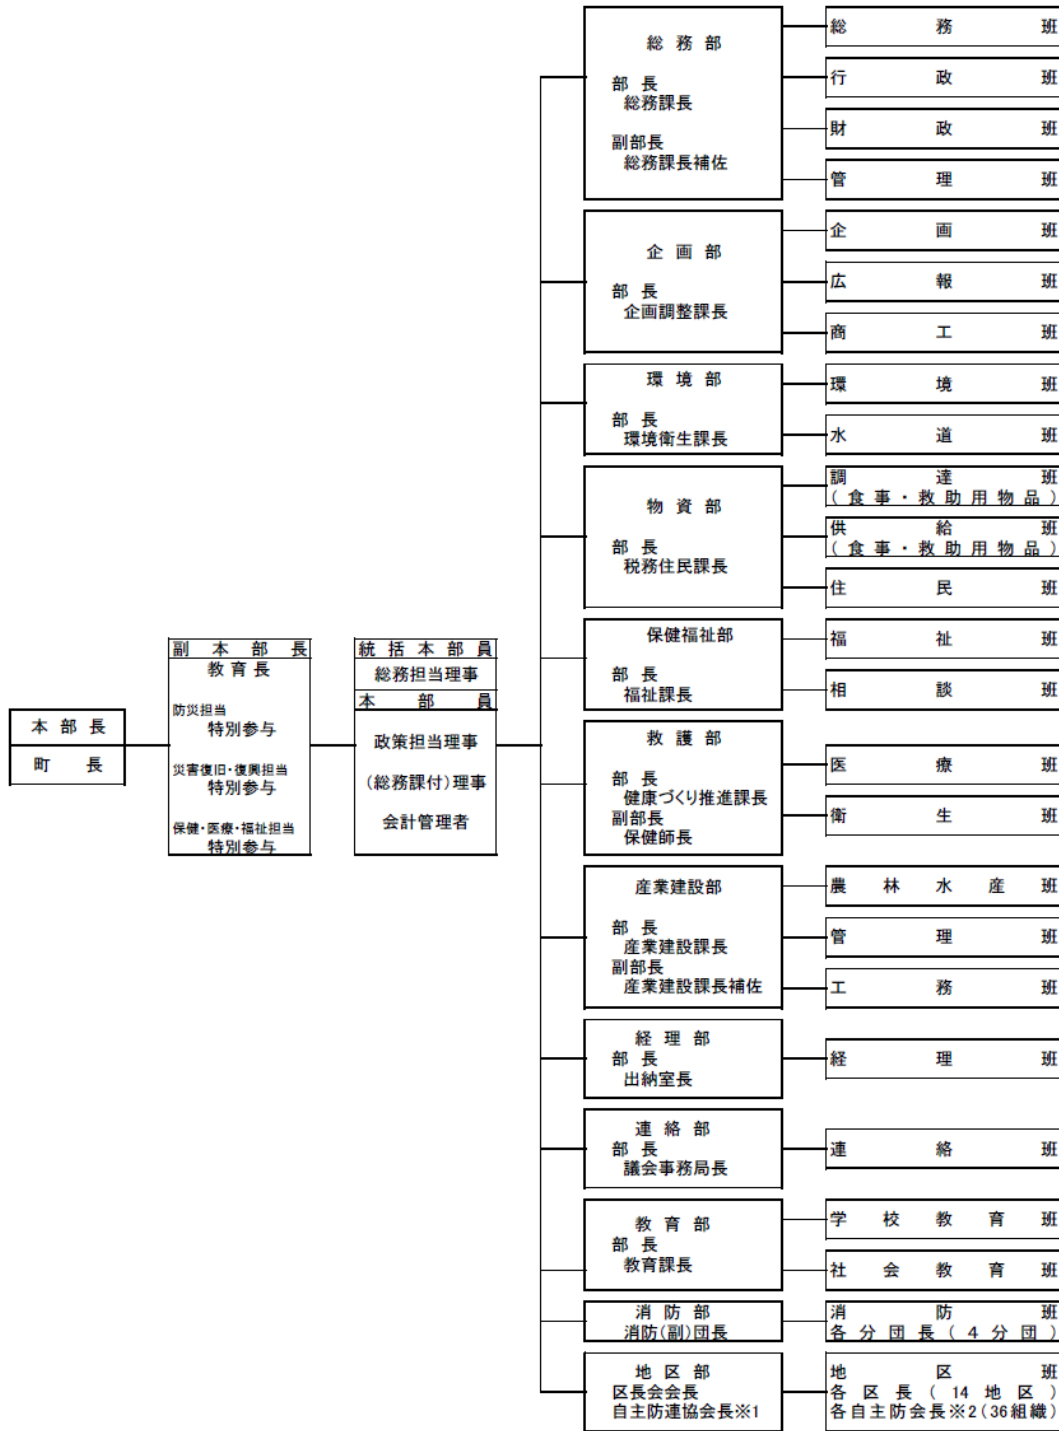 本部長
町長
副本部長
教育長
防災担当
特別参与
災害復旧・復興担当
特別参与
保健・医療・福祉担当
特別参与
統括本部員
総務担当理事
本部員
政策担当理事
(総務課付)理事
会計管理者
総務部
部長
総務課長
副部長
総務課長補佐
総務班
行政班
財政班
管理班
企画部
部長
企画調整課長
企画班
広報班
商工班
環境部
部長
環境衛生課長
環境班
水道班
物資部
部長
税務住民課長
調達班
(食事・救助用物品)
供給班
(食事・救助用物品)
住民班
保健福祉部
部長
福祉課長
福祉班
相談班
救護部
部長
健康づくり推進課長
副部長
保健師長
医療班
衛生班
産業建設部
部長
産業建設課長
副部長
産業建設課長補佐
農林水産班
管理班
工務班
経理部
部長
出納室長
経理班
連絡部
部長
議会事務局長
連絡班
教育部
部長
教育課長
学校教育班
社会教育班
消防部
消防(副)団長
消防班
各分団長(4分団)
地区部
区長会会長
自主防連協会長※1
地区班
各区長(14地区)
各自主防会長※2(36組織)